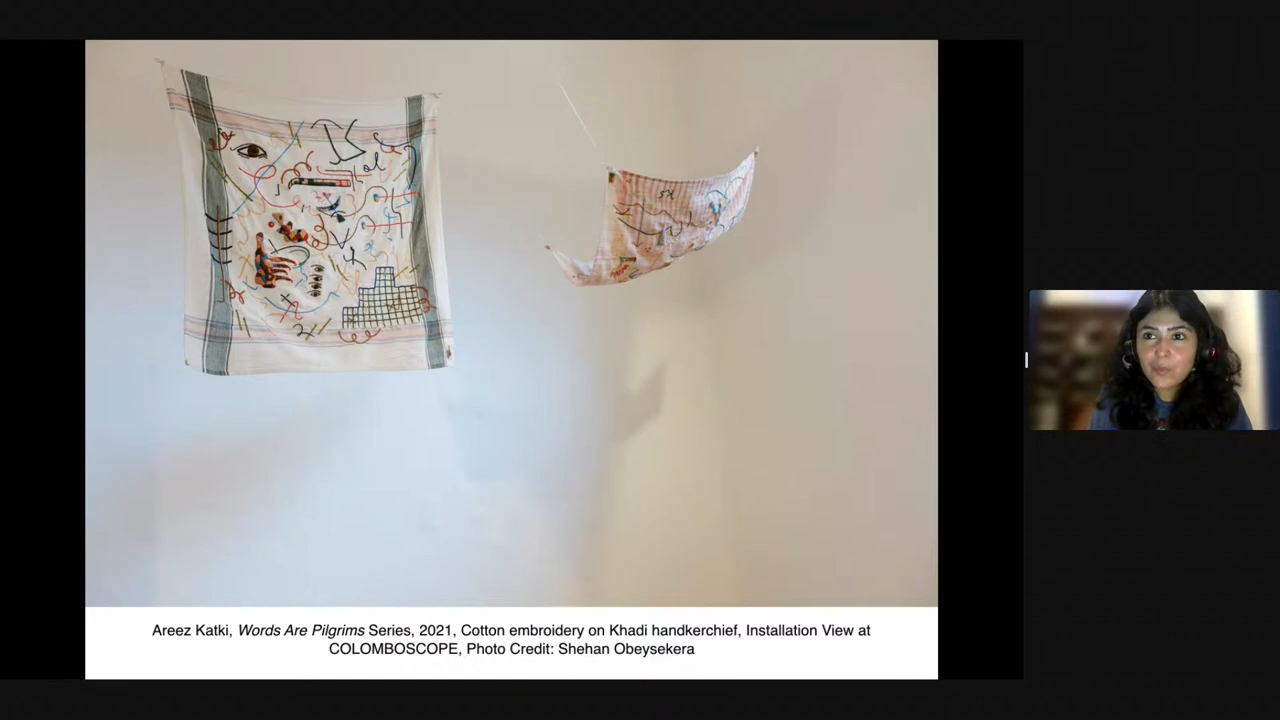 Areez Katki, Words Are Pilgrims Series, 2021, Cotton embroidery on Khadi handkerchief, Installation View at
COLOMBOSCOPE, Photo Credit: Shehan Obeysekera